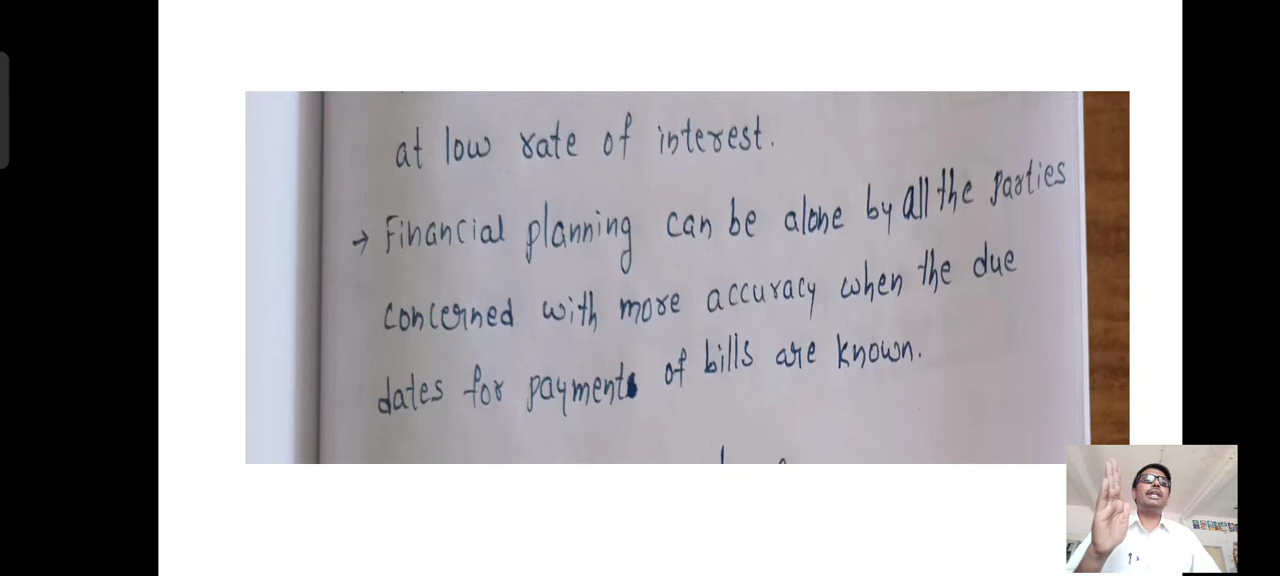 at low rate of interest.
→ Financial planning can be alone by all the parties
concerned with more accuracy when the due
dates for payment of bills are known.